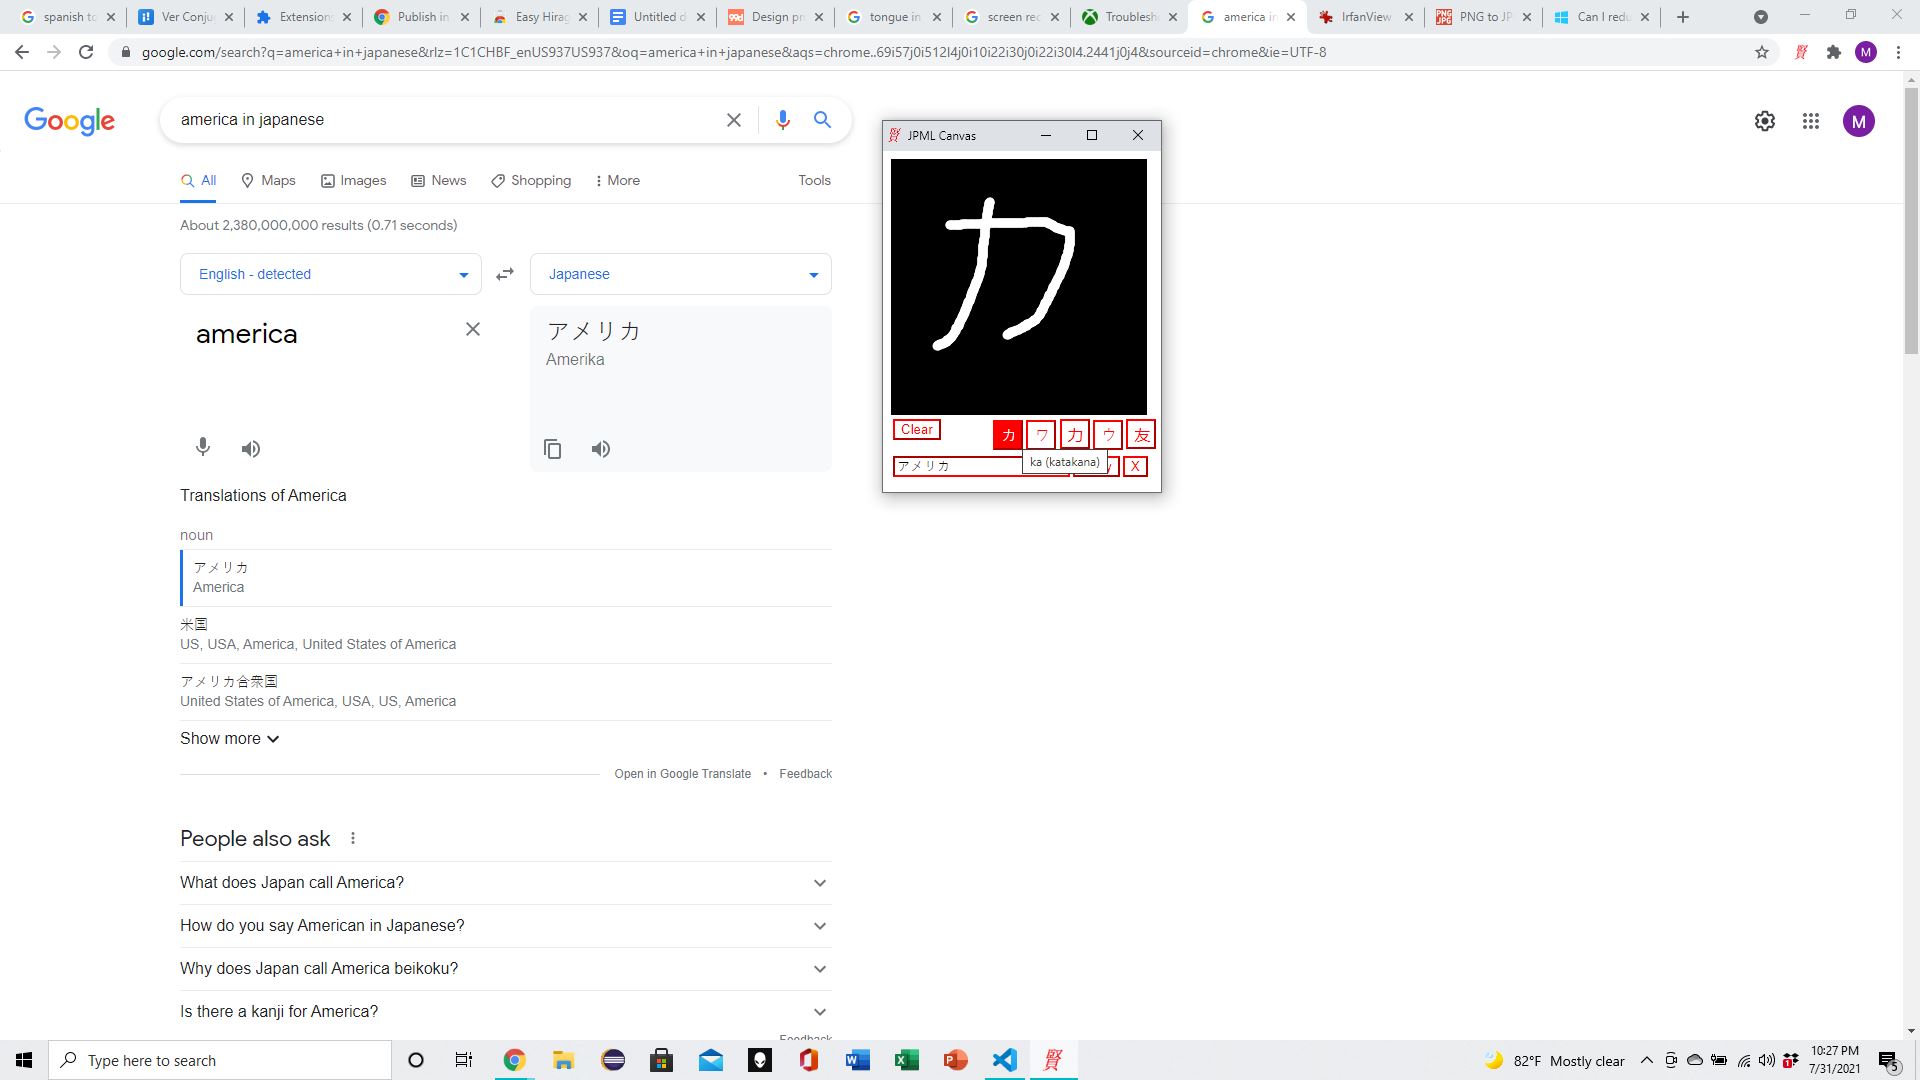 spanish to
Ver Conju
Extensions
Publish in
Easy Hirag
Untitled d
Design pr
tongue in
screen rec
Troublesh
america in
IrfanView
PNG to JP
Can I redu
google.com/search?q=america+in+japanese&rlz=1C1CHBF_enUS937US937&oq=america+in+japanese&aqs=chrome..69i57j0i512l4j0i10i22i30j0i22i30l4.2441j0j4&sourceid=chrome&ie=UTF-8
M
Google
america in japanese
M
All
Maps
Images
News
Shopping
More
Tools
About 2,380,000,000 results (0.71 seconds)
English - detected
Japanese
america
アメリカ
Amerika
Translations of America
noun
アメリカ
America
米国
US, USA, America, United States of America
アメリカ合衆国
United States of America, USA, US, America
Show more
Open in Google Translate • Feedback
People also ask
What does Japan call America?
How do you say American in Japanese?
Why does Japan call America beikoku?
Is there a kanji for America?
Feedback
賢 JPML Canvas
カ
Clear
カ ワ 力 ウ 友
アメリカ
ka (katakana)
X
Type here to search
82°F Mostly clear
10:27 PM
7/31/2021
5